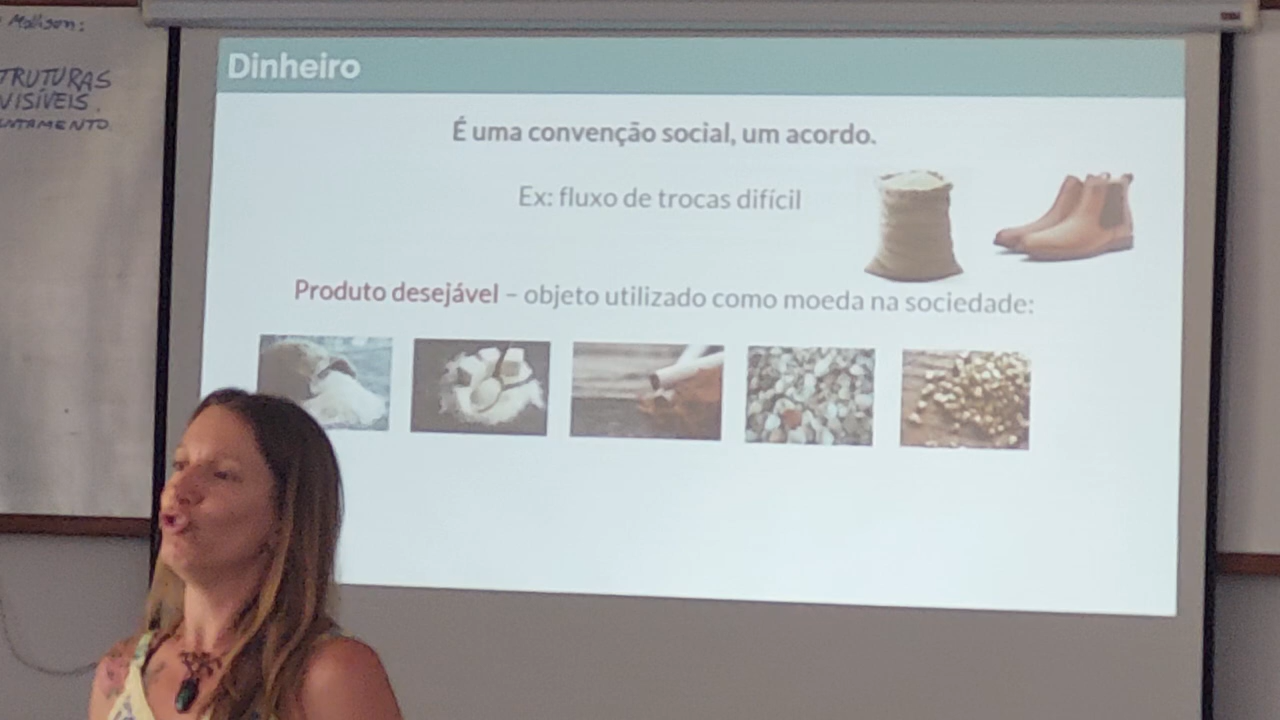 Mollison:
TRUTURAS
VISÍVEIS.
NTAMENTO
Dinheiro
É uma convenção social, um acordo.
Ex: fluxo de trocas difícil
Produto desejável – objeto utilizado como moeda na sociedade: